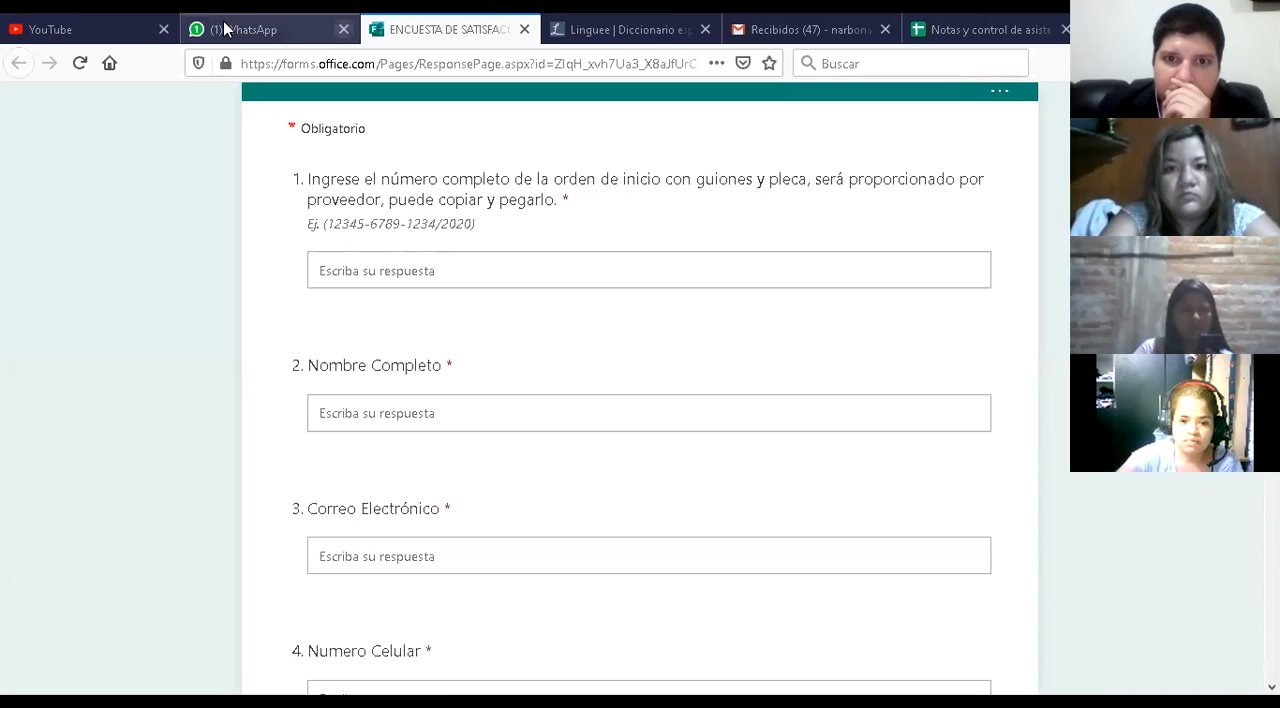 YouTube
(1) WhatsApp
ENCUESTA DE SATISFAC
Linguee | Diccionario es
Recibidos (47) - narbona
Notas y control de asiste
https://forms.office.com/Pages/ResponsePage.aspx?id=ZIqH_xvh7Ua3_X8aJfUrC
Buscar
* Obligatorio
1. Ingrese el número completo de la orden de inicio con guiones y pleca, será proporcionado por
proveedor, puede copiar y pegarlo. *
Ej. (12345-6789-1234/2020)
Escriba su respuesta
2. Nombre Completo *
Escriba su respuesta
3. Correo Electrónico *
Escriba su respuesta
4. Numero Celular *